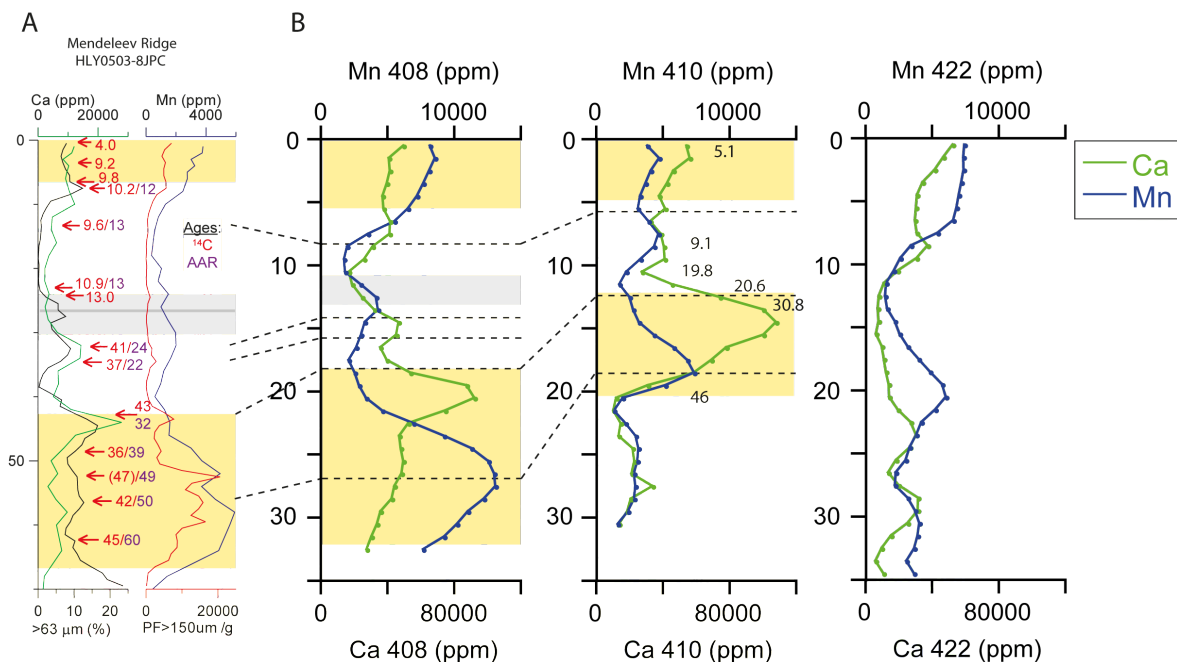 A
B
Mendeleev Ridge
HLY0503-8JPC
Ca (ppm)
Mn (ppm)
0 20000
0 4000
0
4.0
9.2
9.8
10.2/12
9.6/13
Ages:
14C
AAR
10.9/13
13.0
41/24
37/22
43
32
50
36/39
(47)/49
42/50
45/60
0 10 20
0 20000
>63 μm (%)
PF>150um /g
Mn 408 (ppm)
0 10000
0
10
20
30
0 80000
Ca 408 (ppm)
Mn 410 (ppm)
0 10000
0
5.1
9.1
10
19.8
20.6
30.8
20
46
30
0 80000
Ca 410 (ppm)
Mn 422 (ppm)
0 10000
0
10
20
30
0 80000
Ca 422 (ppm)
Ca
Mn